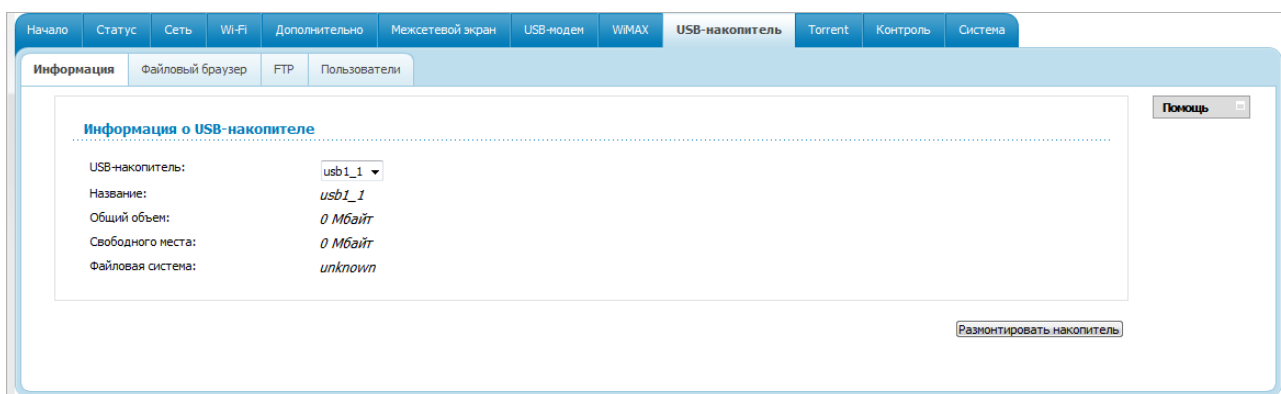 Начало Статус Сеть Wi-Fi Дополнительно Межсетевой экран USB-модем WiMAX USB-накопитель Torrent Контроль Система
Информация Файловый браузер FTP Пользователи
Помощь
Информация о USB-накопителе
USB-накопитель: usb1_1
Название: usb1_1
Общий объем: 0 Мбайт
Свободного места: 0 Мбайт
Файловая система: unknown
Размонтировать накопитель